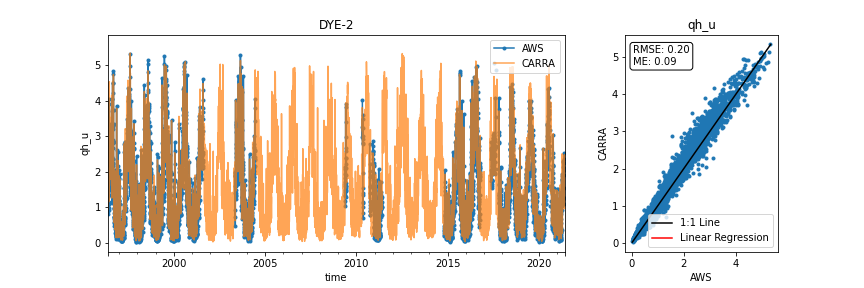 DYE-2
qh_u
AWS
CARRA
0
1
2
3
4
5
2000
2005
2010
2015
2020
time
qh_u
RMSE: 0.20
ME: 0.09
1:1 Line
Linear Regression
0
1
2
3
4
5
CARRA
0
2
4
AWS